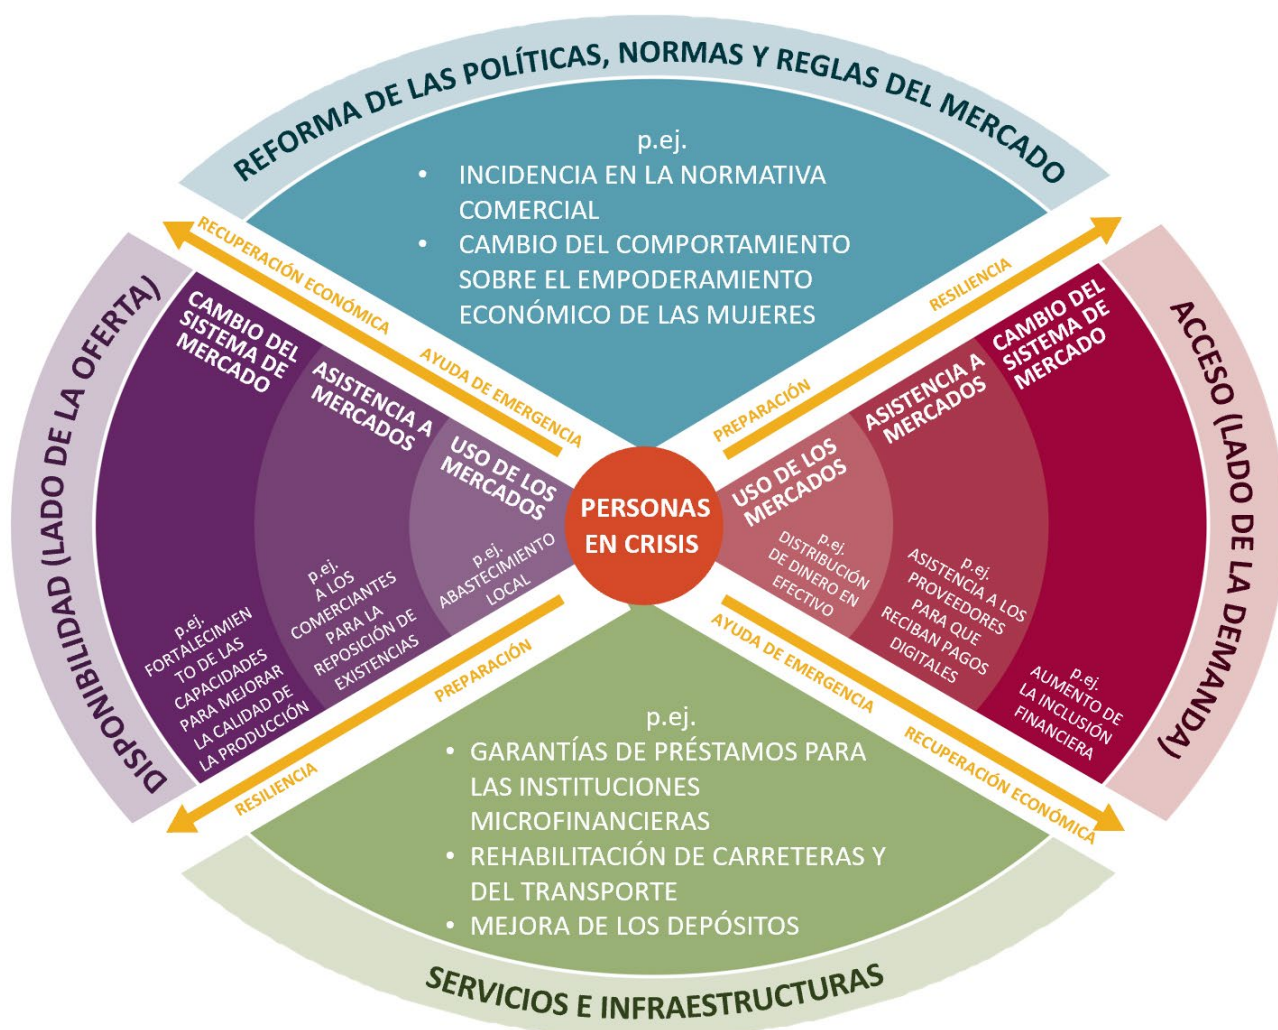 REFORMA DE LAS POLÍTICAS, NORMAS Y REGLAS DEL MERCADO
p.ej.
• INCIDENCIA EN LA NORMATIVA
COMERCIAL
• CAMBIO DEL COMPORTAMIENTO
SOBRE EL EMPODERAMIENTO
ECONÓMICO DE LAS MUJERES
RECUPERACIÓN ECONÓMICA
AYUDA DE EMERGENCIA
PREPARACIÓN
RESILIENCIA
DISPONIBILIDAD (LADO DE LA OFERTA)
CAMBIO DEL
SISTEMA DE
MERCADO
p.ej.
FORTALECIMIEN
TO DE LAS
CAPACIDADES
PARA MEJORAR
LA CALIDAD DE
LA PRODUCCIÓN
ASISTENCIA A
MERCADOS
p.ej.
A LOS
COMERCIANTES
PARA LA
REPOSICIÓN DE
EXISTENCIAS
USO DE LOS
MERCADOS
p.ej.
ABASTECIMIENTO
LOCAL
PERSONAS
EN CRISIS
USO DE LOS
MERCADOS
p.ej.
DISTRIBUCIÓN
DE DINERO EN
EFECTIVO
ASISTENCIA A
MERCADOS
p.ej.
ASISTENCIA A LOS
PROVEEDORES
PARA QUE
RECIBAN PAGOS
DIGITALES
CAMBIO DEL
SISTEMA DE
MERCADO
p.ej.
AUMENTO DE
LA INCLUSIÓN
FINANCIERA
ACCESO (LADO DE LA DEMANDA)
PREPARACIÓN
RESILIENCIA
AYUDA DE EMERGENCIA
RECUPERACIÓN ECONÓMICA
p.ej.
• GARANTÍAS DE PRÉSTAMOS PARA
LAS INSTITUCIONES
MICROFINANCIERAS
• REHABILITACIÓN DE CARRETERAS Y
DEL TRANSPORTE
• MEJORA DE LOS DEPÓSITOS
SERVICIOS E INFRAESTRUCTURAS